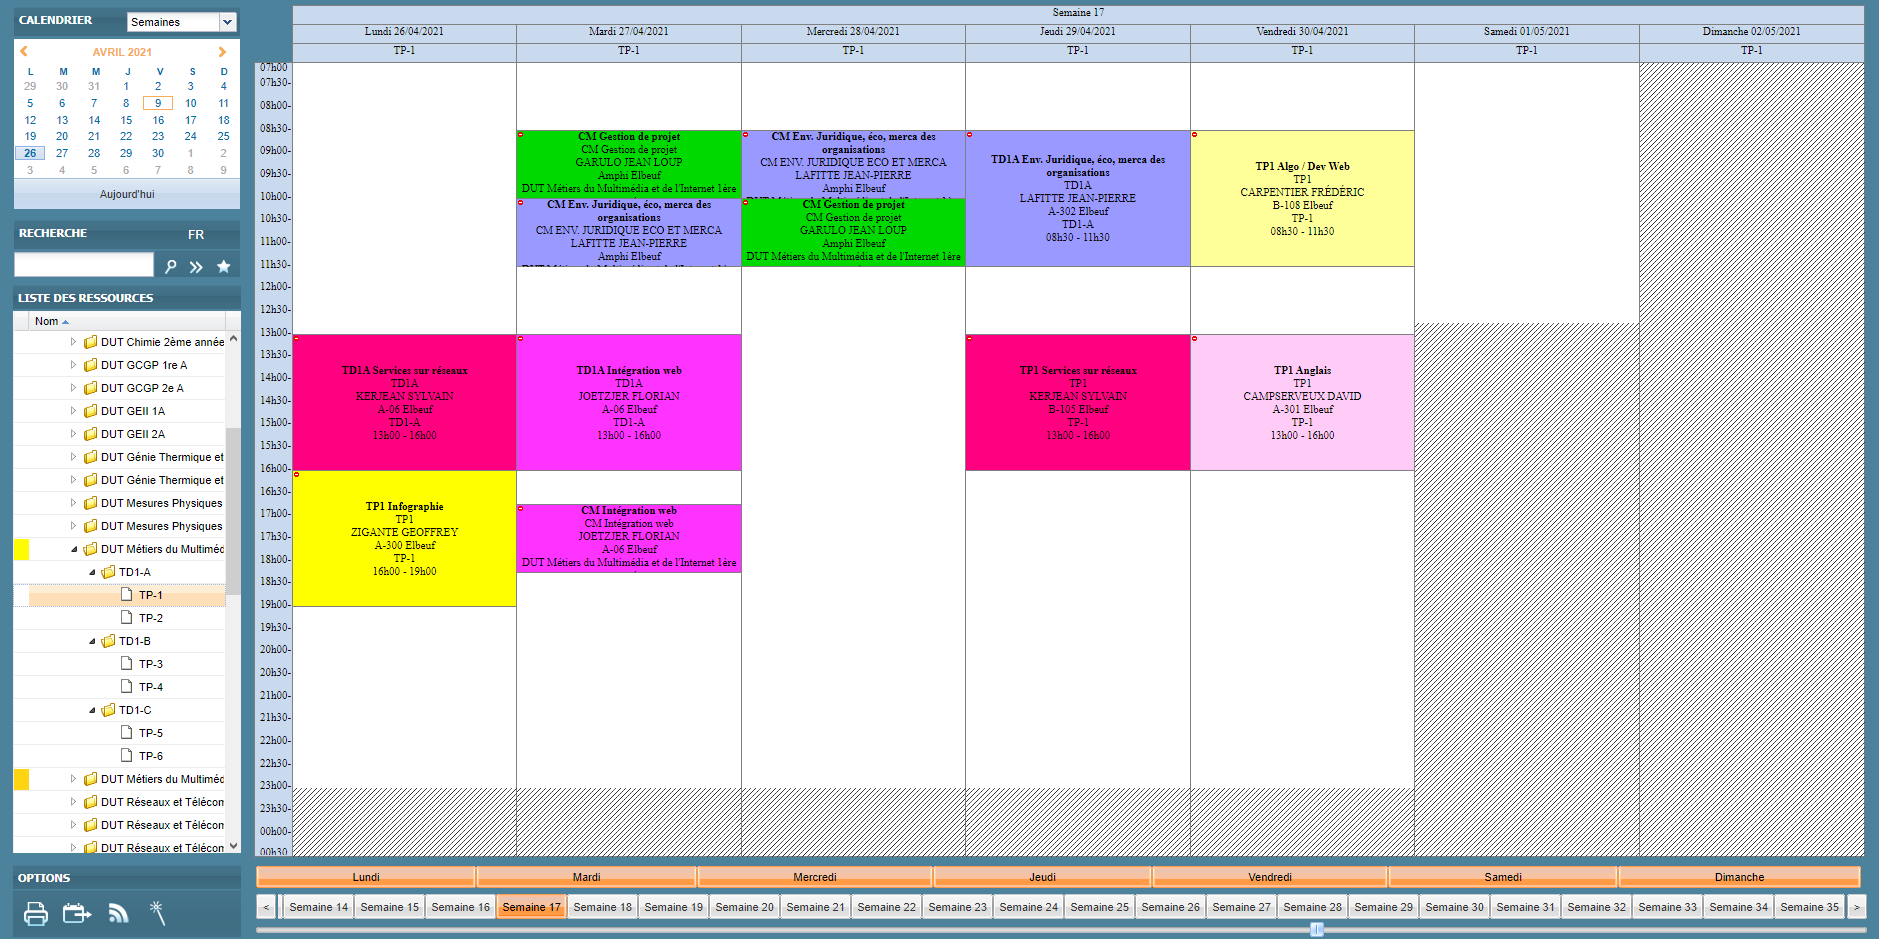 CALENDRIER
Semaines
AVRIL 2021
L M M J V S D
29 30 31 1 2 3 4
5 6 7 8 9 10 11
12 13 14 15 16 17 18
19 20 21 22 23 24 25
26 27 28 29 30 1 2
3 4 5 6 7 8 9
Aujourd'hui
RECHERCHE
FR
LISTE DES RESSOURCES
Nom
DUT Chimie 2ème année
DUT GCGP 1re A
DUT GCGP 2e A
DUT GEII 1A
DUT GEII 2A
DUT Génie Thermique et
DUT Génie Thermique et
DUT Mesures Physiques
DUT Mesures Physiques
DUT Métiers du Multiméd
TD1-A
TP-1
TP-2
TD1-B
TP-3
TP-4
TD1-C
TP-5
TP-6
DUT Métiers du Multiméd
DUT Réseaux et Télécom
DUT Réseaux et Télécom
DUT Réseaux et Télécom
OPTIONS
Semaine 17
Lundi 26/04/2021
Mardi 27/04/2021
Mercredi 28/04/2021
Jeudi 29/04/2021
Vendredi 30/04/2021
Samedi 01/05/2021
Dimanche 02/05/2021
TP-1
TP-1
TP-1
TP-1
TP-1
TP-1
TP-1
07h00
07h30-
08h00-
08h30-
09h00-
09h30-
10h00-
10h30-
11h00-
11h30-
12h00-
12h30-
13h00-
13h30-
14h00-
14h30-
15h00-
15h30-
16h00-
16h30-
17h00-
17h30-
18h00-
18h30-
19h00-
19h30-
20h00-
20h30-
21h00-
21h30-
22h00-
22h30-
23h00-
23h30-
00h00-
00h30
TD1A Services sur réseaux
TD1A
KERJEAN SYLVAIN
A-06 Elbeuf
TD1-A
13h00 - 16h00
TP1 Infographie
TP1
ZIGANTE GEOFFREY
A-300 Elbeuf
TP-1
16h00 - 19h00
CM Gestion de projet
CM Gestion de projet
GARULO JEAN LOUP
Amphi Elbeuf
DUT Métiers du Multimédia et de l'Internet 1ère
CM Env. Juridique, éco, merca des
organisations
CM ENV. JURIDIQUE ECO ET MERCA
LAFITTE JEAN-PIERRE
Amphi Elbeuf
DUT Métiers du Multimédia et de l'Internet 1ère
TD1A Intégration web
TD1A
JOETZJER FLORIAN
A-06 Elbeuf
TD1-A
13h00 - 16h00
CM Intégration web
CM Intégration web
JOETZJER FLORIAN
A-06 Elbeuf
DUT Métiers du Multimédia et de l'Internet 1ère
CM Env. Juridique, éco, merca des
organisations
CM ENV. JURIDIQUE ECO ET MERCA
LAFITTE JEAN-PIERRE
Amphi Elbeuf
DUT Métiers du Multimédia et de l'Internet 1ère
CM Gestion de projet
CM Gestion de projet
GARULO JEAN LOUP
Amphi Elbeuf
DUT Métiers du Multimédia et de l'Internet 1ère
TD1A Env. Juridique, éco, merca des
organisations
TD1A
LAFITTE JEAN-PIERRE
A-302 Elbeuf
TD1-A
08h30 - 11h30
TP1 Services sur réseaux
TP1
KERJEAN SYLVAIN
B-105 Elbeuf
TP-1
13h00 - 16h00
TP1 Algo / Dev Web
TP1
CARPENTIER FRÉDÉRIC
B-108 Elbeuf
TP-1
08h30 - 11h30
TP1 Anglais
TP1
CAMPSERVEUX DAVID
A-301 Elbeuf
TP-1
13h00 - 16h00
Lundi Mardi Mercredi Jeudi Vendredi Samedi Dimanche
< Semaine 14 Semaine 15 Semaine 16 Semaine 17 Semaine 18 Semaine 19 Semaine 20 Semaine 21 Semaine 22 Semaine 23 Semaine 24 Semaine 25 Semaine 26 Semaine 27 Semaine 28 Semaine 29 Semaine 30 Semaine 31 Semaine 32 Semaine 33 Semaine 34 Semaine 35 >